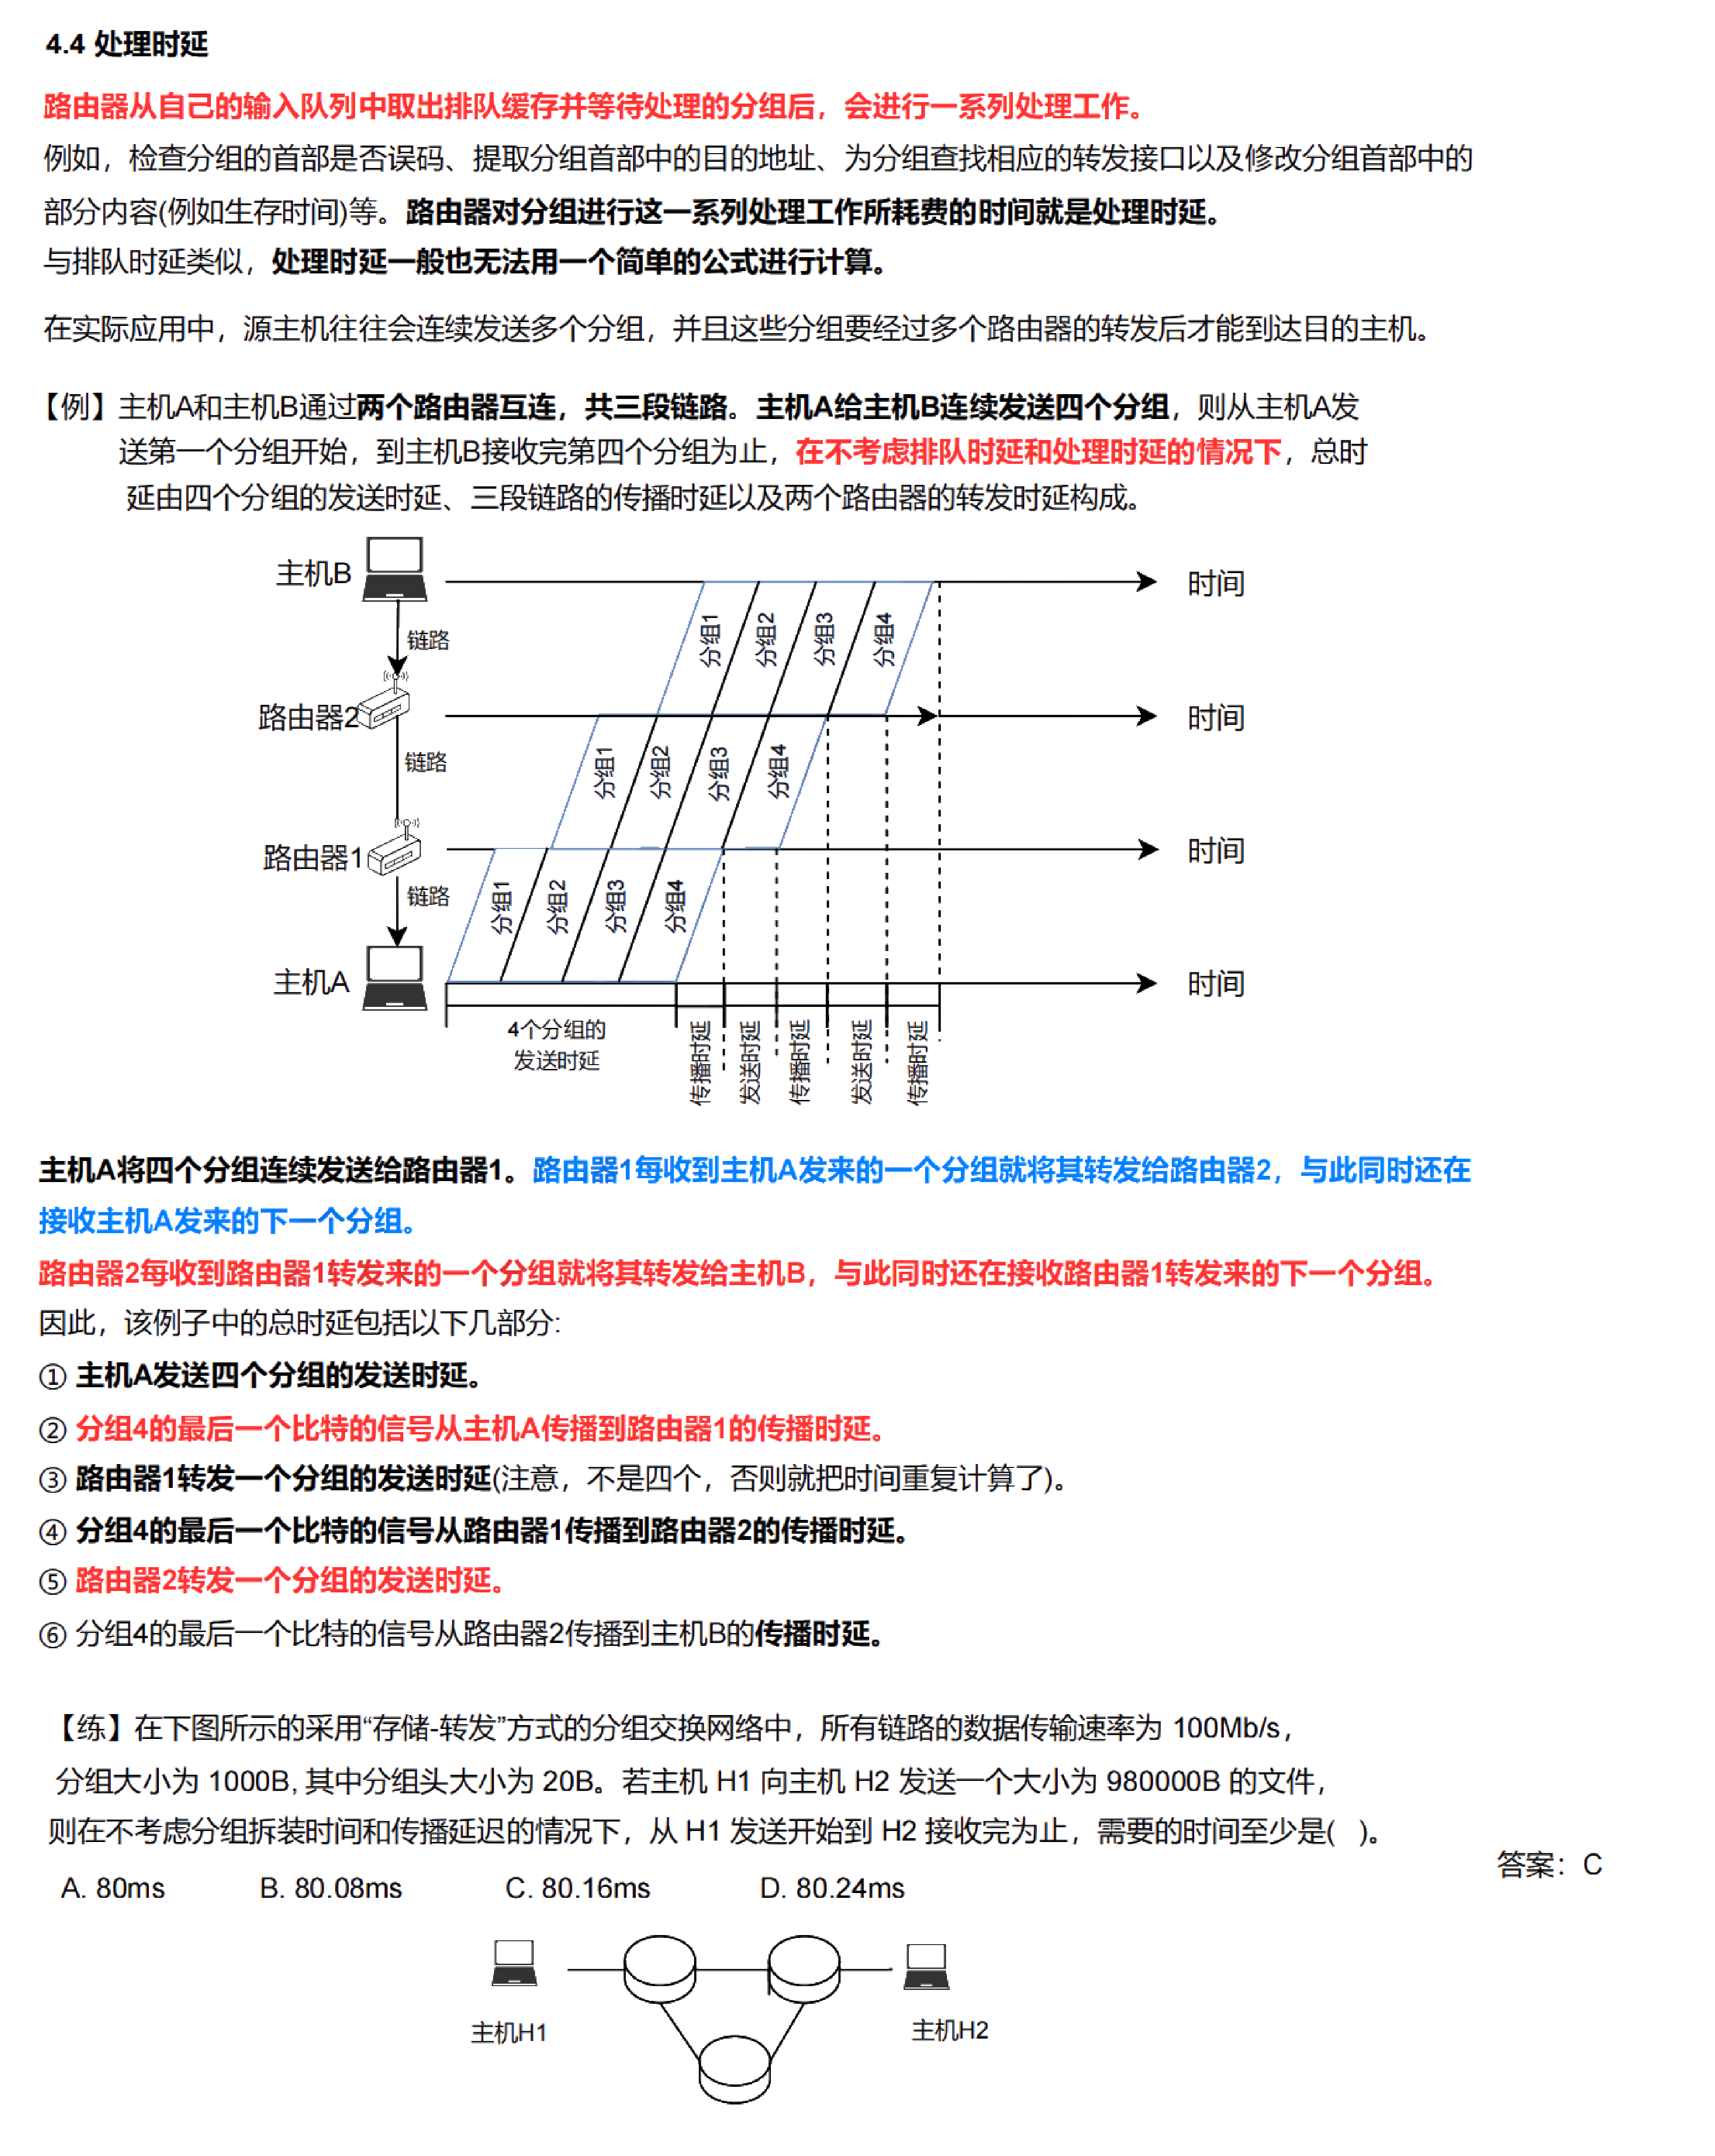 4.4 处理时延
路由器从自己的输入队列中取出排队缓存并等待处理的分组后，会进行一系列处理工作。
例如，检查分组的首部是否误码、提取分组首部中的目的地址、为分组查找相应的转发接口以及修改分组首部中的
部分内容(例如生存时间)等。路由器对分组进行这一系列处理工作所耗费的时间就是处理时延。
与排队时延类似，处理时延一般也无法用一个简单的公式进行计算。
在实际应用中，源主机往往会连续发送多个分组，并且这些分组要经过多个路由器的转发后才能到达目的主机。
【例】主机A和主机B通过两个路由器互连，共三段链路。主机A给主机B连续发送四个分组，则从主机A发
送第一个分组开始，到主机B接收完第四个分组为止，在不考虑排队时延和处理时延的情况下，总时
延由四个分组的发送时延、三段链路的传播时延以及两个路由器的转发时延构成。
主机B
时间
链路
分组1
分组2
分组3
分组4
路由器2
时间
链路
分组1
分组2
分组3
分组4
路由器1
时间
链路
分组1
分组2
分组3
分组4
主机A
时间
4个分组的
发送时延
传播时延
发送时延
传播时延
发送时延
传播时延
主机A将四个分组连续发送给路由器1。路由器1每收到主机A发来的一个分组就将其转发给路由器2，与此同时还在
接收主机A发来的下一个分组。
路由器2每收到路由器1转发来的一个分组就将其转发给主机B，与此同时还在接收路由器1转发来的下一个分组。
因此，该例子中的总时延包括以下几部分:
① 主机A发送四个分组的发送时延。
② 分组4的最后一个比特的信号从主机A传播到路由器1的传播时延。
③ 路由器1转发一个分组的发送时延(注意，不是四个，否则就把时间重复计算了)。
④ 分组4的最后一个比特的信号从路由器1传播到路由器2的传播时延。
⑤ 路由器2转发一个分组的发送时延。
⑥ 分组4的最后一个比特的信号从路由器2传播到主机B的传播时延。
【练】在下图所示的采用“存储-转发”方式的分组交换网络中，所有链路的数据传输速率为 100Mb/s，
分组大小为 1000B, 其中分组头大小为 20B。若主机 H1 向主机 H2 发送一个大小为 980000B 的文件，
则在不考虑分组拆装时间和传播延迟的情况下，从 H1 发送开始到 H2 接收完为止，需要的时间至少是( )。
答案：C
A. 80ms B. 80.08ms C. 80.16ms D. 80.24ms
主机H1
主机H2